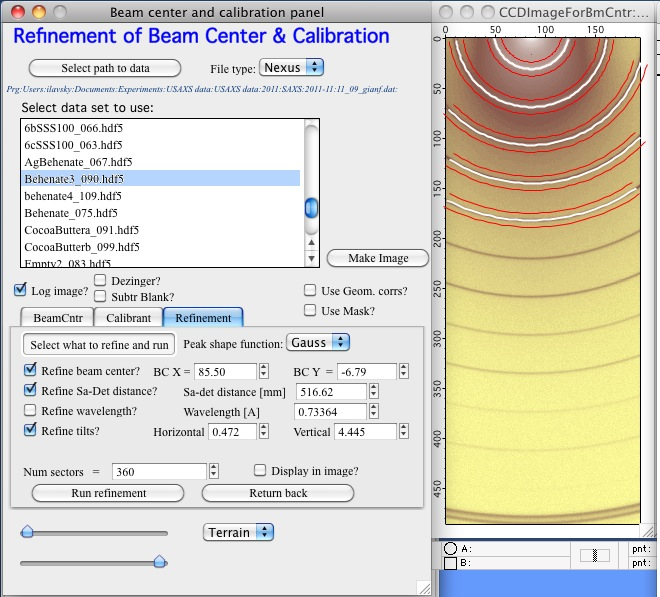 Beam center and calibration panel
Refinement of Beam Center & Calibration
Select path to data
File type: Nexus
Prg:Users:ilavsky:Documents:Experiments:USAXS data:USAXS data:data:2011:SAXS:2011-11:11_09_gianf.dat:
Select data set to use:
6bSSS100_066.hdf5
6cSSS100_063.hdf5
AgBehenate_067.hdf5
Behenate3_090.hdf5
behenate4_109.hdf5
Behenate_075.hdf5
CocoaButtera_091.hdf5
CocoaButterb_099.hdf5
Empty2_083.hdf5
Make Image
Log image? Dezinger?
Subtr Blank?
Use Geom. corrs?
Use Mask?
BeamCntr Calibrant Refinement
Select what to refine and run Peak shape function: Gauss
Refine beam center? BC X = 85.50 BC Y = -6.79
Refine Sa-Det distance? Sa-det distance [mm] 516.62
Refine wavelength? Wavelength [A] 0.73364
Refine tilts? Horizontal 0.472 Vertical 4.445
Num sectors = 360 Display in image?
Run refinement Return back
Terrain
CCDImageForBmCntr:...
0 50 100 150
0
50
100
150
200
250
300
350
400
450
A: pnt:
B: pnt: